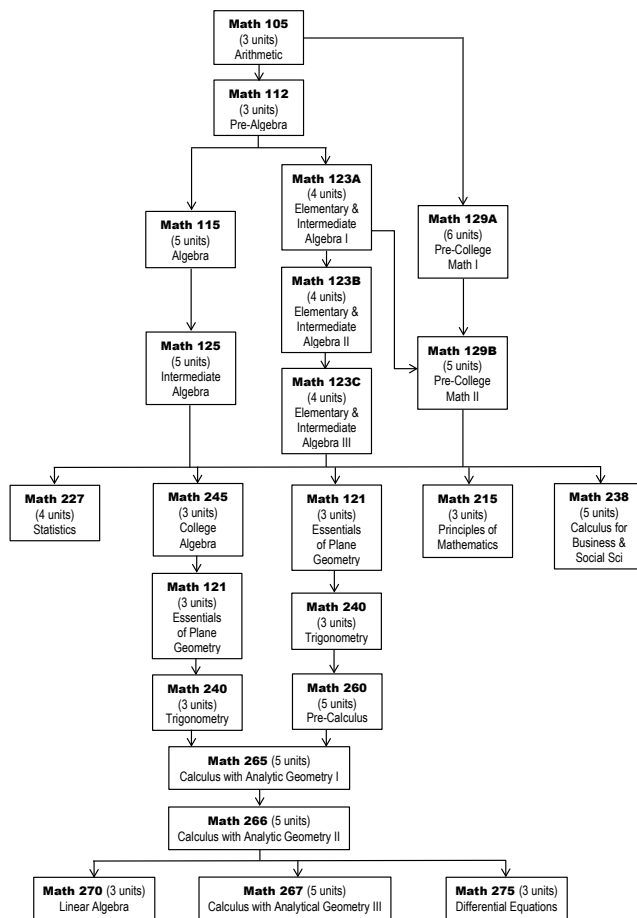 Math 105
(3 units)
Arithmetic
Math 112
(3 units)
Pre-Algebra
Math 115
(5 units)
Algebra
Math 123A
(4 units)
Elementary &
Intermediate
Algebra I
Math 129A
(6 units)
Pre-College
Math I
Math 123B
(4 units)
Elementary &
Intermediate
Algebra II
Math 125
(5 units)
Intermediate
Algebra
Math 129B
(5 units)
Pre-College
Math II
Math 123C
(4 units)
Elementary &
Intermediate
Algebra III
Math 227
(4 units)
Statistics
Math 245
(3 units)
College
Algebra
Math 121
(3 units)
Essentials
of Plane
Geometry
Math 215
(3 units)
Principles of
Mathematics
Math 238
(5 units)
Calculus for
Business &
Social Sci
Math 121
(3 units)
Essentials
of Plane
Geometry
Math 240
(3 units)
Trigonometry
Math 240
(3 units)
Trigonometry
Math 260
(5 units)
Pre-Calculus
Math 265 (5 units)
Calculus with Analytic Geometry I
Math 266 (5 units)
Calculus with Analytic Geometry II
Math 270 (3 units)
Linear Algebra
Math 267 (5 units)
Calculus with Analytical Geometry III
Math 275 (3 units)
Differential Equations